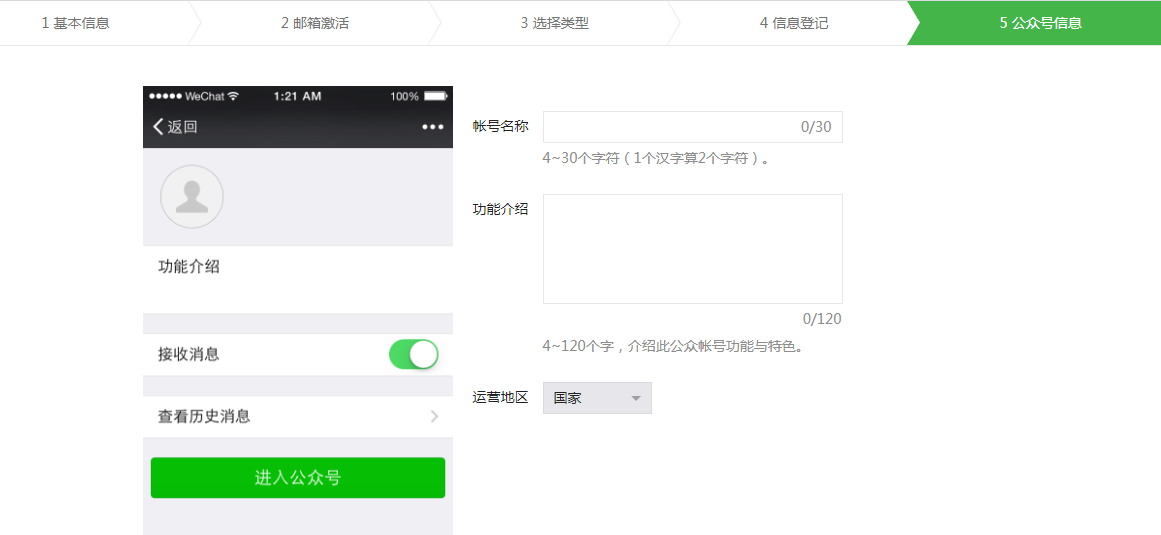 1 基本信息
2 邮箱激活
3 选择类型
4 信息登记
5 公众号信息
WeChat 1:21 AM 100%
返回
功能介绍
接收消息
查看历史消息
进入公众号
帐号名称
0/30
4~30个字符（1个汉字算2个字符）。
功能介绍
0/120
4~120个字，介绍此公众帐号功能与特色。
运营地区
国家